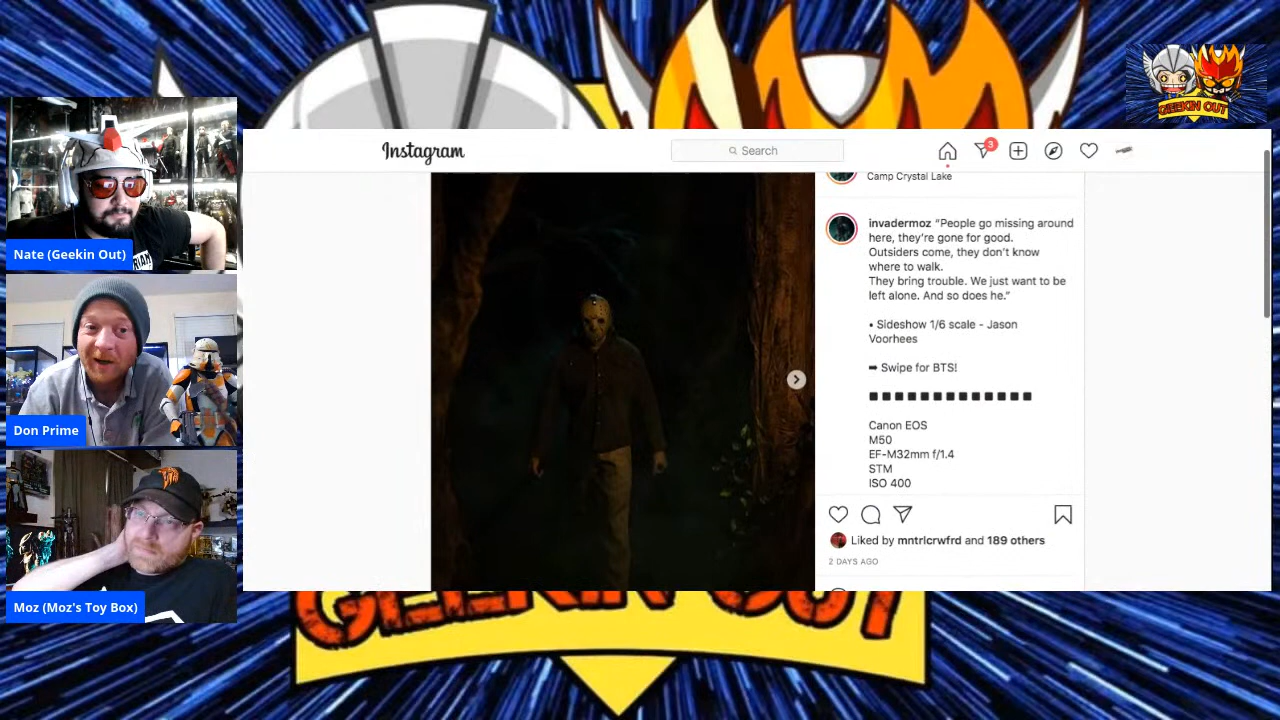 GEEKIN OUT
Instagram
Search
3
Camp Crystal Lake
invadermoz “People go missing around
here, they’re gone for good.
Outsiders come, they don’t know
where to walk.
They bring trouble. We just want to be
left alone. And so does he.”
• Sideshow 1/6 scale - Jason
Voorhees
➡ Swipe for BTS!
Canon EOS
M50
EF-M32mm f/1.4
STM
ISO 400
Liked by mntrlcrwfrd and 189 others
2 DAYS AGO
Nate (Geekin Out)
Don Prime
Moz (Moz's Toy Box)
GEEKIN OUT